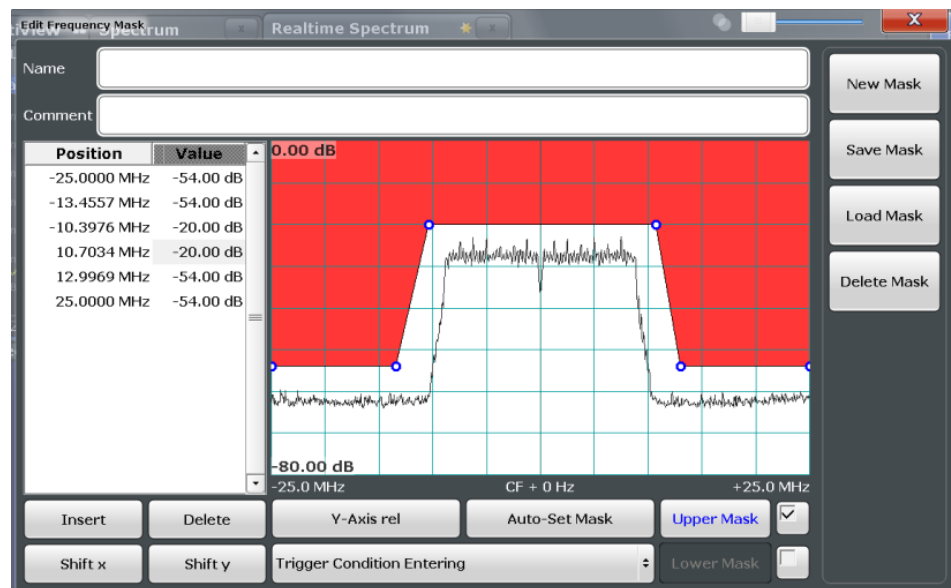 Edit Frequency Mask
Spectrum
Realtime Spectrum
Name
New Mask
Comment
Save Mask
Position Value
0.00 dB
-25.0000 MHz -54.00 dB
-13.4557 MHz -54.00 dB
Load Mask
-10.3976 MHz -20.00 dB
10.7034 MHz -20.00 dB
12.9969 MHz -54.00 dB
Delete Mask
25.0000 MHz -54.00 dB
-80.00 dB
-25.0 MHz CF + 0 Hz +25.0 MHz
Insert Delete Y-Axis rel Auto-Set Mask Upper Mask
Shift x Shift y Trigger Condition Entering Lower Mask